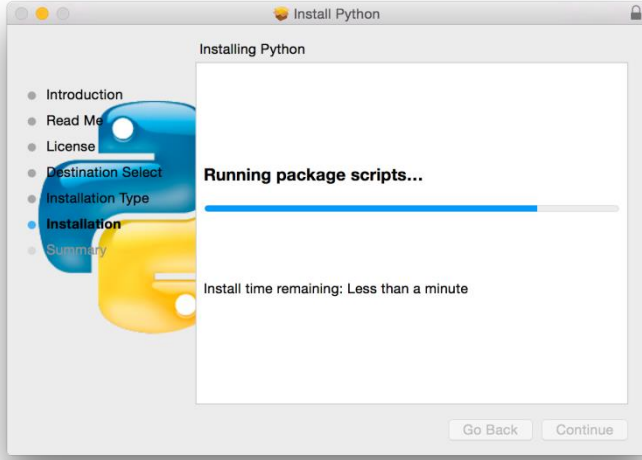 Install Python
Installing Python
Introduction
Read Me
License
Destination Select
Installation Type
Installation
Summary
Running package scripts...
Install time remaining: Less than a minute
Go Back
Continue